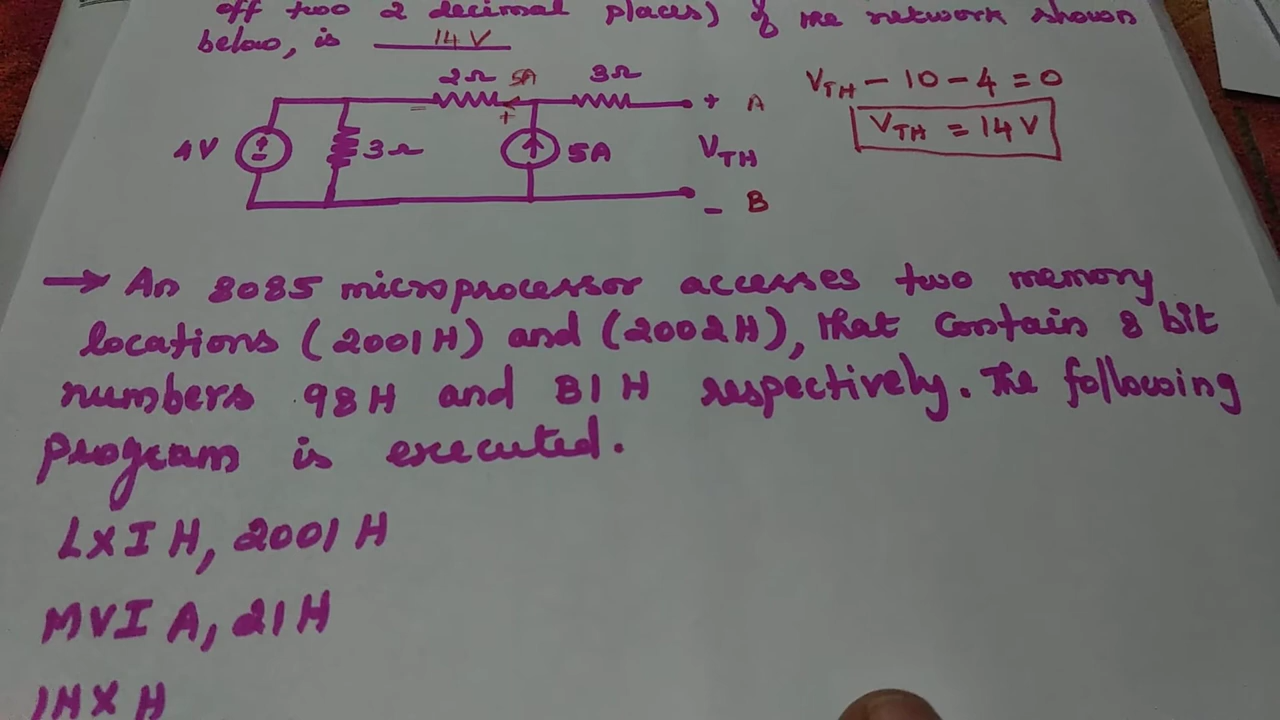 off two 2 decimal places) of the network shown
below, is 14 V
2Ω 5A 3Ω
+ A
VTH - 10 - 4 = 0
VTH = 14 V
- +
4V + - 3Ω 5A VTH
- B
→ An 8085 microprocessor accesses two memory
locations (2001H) and (2002H), that contain 8 bit
numbers 98H and B1H respectively. The following
program is executed.
LXI H, 2001H
MVI A, 21H
INX H